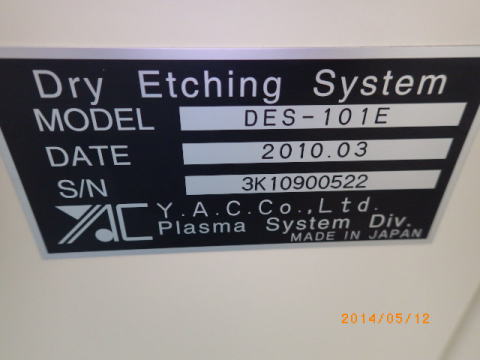 Dry Etching System
MODEL DES-101E
DATE 2010.03
S/N 3K10900522
YAC Y.A.C.Co.,Ltd.
Plasma System Div.
MADE IN JAPAN
2014/05/12